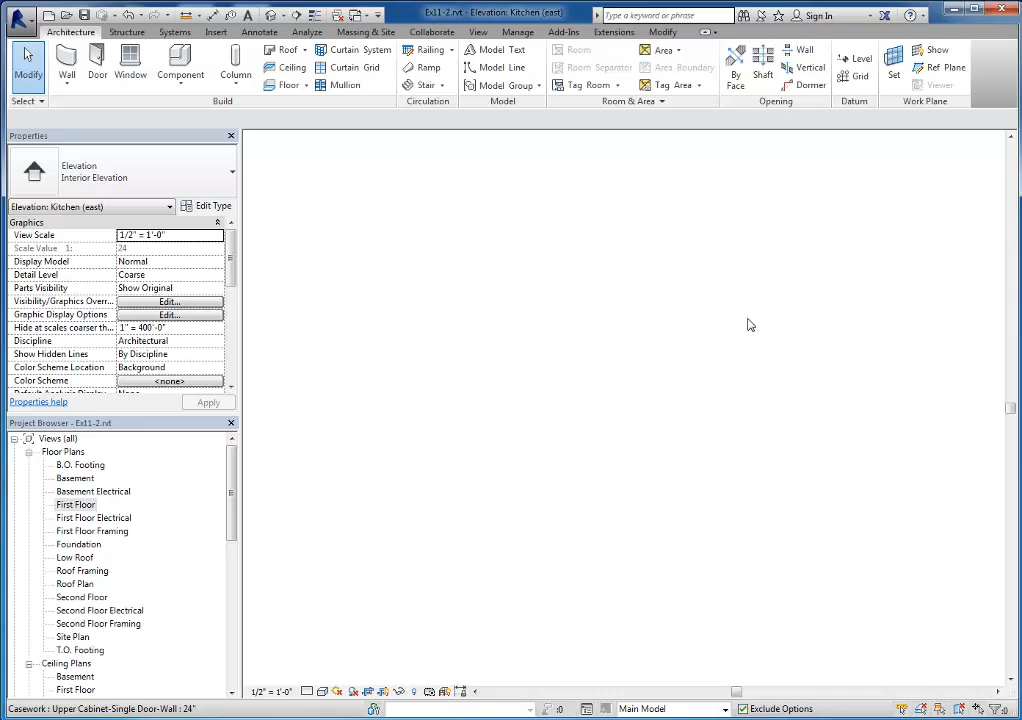 Ex11-2.rvt - Elevation: Kitchen (east)
Type a keyword or phrase
Sign In
Architecture Structure Systems Insert Annotate Analyze Massing & Site Collaborate View Manage Add-Ins Extensions Modify
Modify
Wall
Door
Window
Component
Column
Roof
Ceiling
Floor
Curtain System
Curtain Grid
Mullion
Railing
Ramp
Stair
Model Text
Model Line
Model Group
Room
Room Separator
Tag Room
Area
Area Boundary
Tag Area
By Face
Shaft
Wall
Vertical
Dormer
Level
Grid
Set
Show
Ref Plane
Viewer
Select
Build
Circulation
Model
Room & Area
Opening
Datum
Work Plane
Properties
Elevation
Interior Elevation
Elevation: Kitchen (east)
Edit Type
Graphics
View Scale 1/2" = 1'-0"
Scale Value 1: 24
Display Model Normal
Detail Level Coarse
Parts Visibility Show Original
Visibility/Graphics Overr... Edit...
Graphic Display Options Edit...
Hide at scales coarser th... 1" = 400'-0"
Discipline Architectural
Show Hidden Lines By Discipline
Color Scheme Location Background
Color Scheme <none>
Properties help
Apply
Project Browser - Ex11-2.rvt
Views (all)
Floor Plans
B.O. Footing
Basement
Basement Electrical
First Floor
First Floor Electrical
First Floor Framing
Foundation
Low Roof
Roof Framing
Roof Plan
Second Floor
Second Floor Electrical
Second Floor Framing
Site Plan
T.O. Footing
Ceiling Plans
Basement
First Floor
1/2" = 1'-0"
Casework : Upper Cabinet-Single Door-Wall : 24"
:0
Main Model
Exclude Options
:0